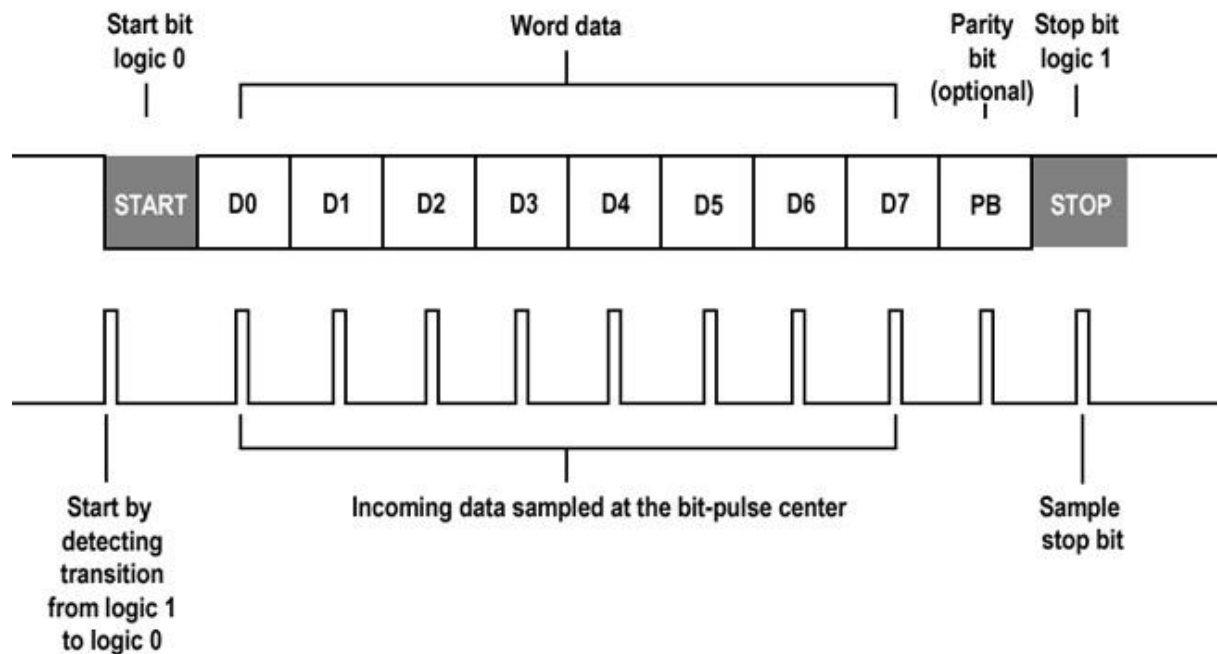 Start bit
logic 0
Word data
Parity
bit
(optional)
Stop bit
logic 1
START D0 D1 D2 D3 D4 D5 D6 D7 PB STOP
Start by
detecting
transition
from logic 1
to logic 0
Incoming data sampled at the bit-pulse center
Sample
stop bit